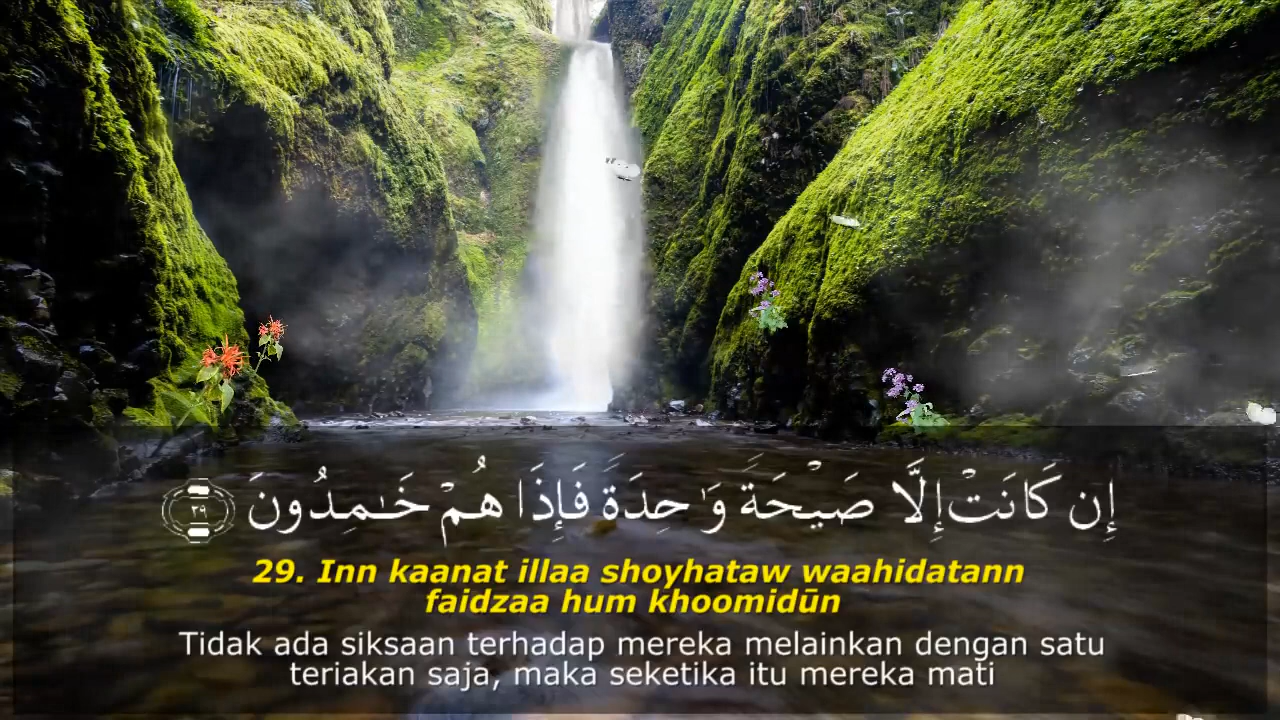 إِن كَانَتْ إِلَّا صَيْحَةً وَٰحِدَةً فَإِذَا هُمْ خَـٰمِدُونَ ٢٩
29. Inn kaanat illaa shoyhataw waahidatann
faidzaa hum khoomidūn
Tidak ada siksaan terhadap mereka melainkan dengan satu
teriakan saja, maka seketika itu mereka mati